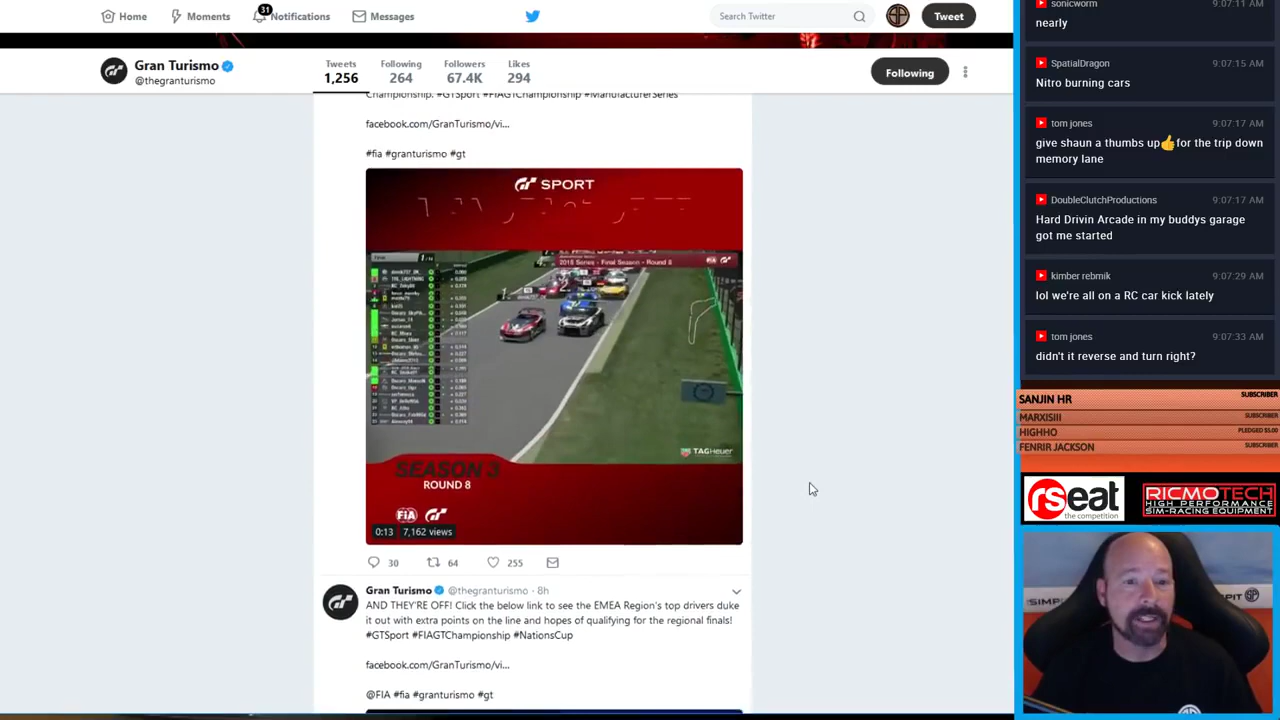 Home
Moments
31
Notifications
Messages
Search Twitter
Tweet
Gran Turismo
@thegranturismo
Tweets
1,256
Following
264
Followers
67.4K
Likes
294
Following
Championship. #GTSport #FIAGTChampionship #ManufacturerSeries
facebook.com/GranTurismo/vi...
#fia #granturismo #gt
GT SPORT
2018 Series - Final Season - Round 8
TAGHeuer
SEASON 3
ROUND 8
FIA GT
0:13 7,162 views
30 64 255
Gran Turismo @thegranturismo · 8h
AND THEY'RE OFF! Click the below link to see the EMEA Region's top drivers duke
it out with extra points on the line and hopes of qualifying for the regional finals!
#GTSport #FIAGTChampionship #NationsCup
facebook.com/GranTurismo/vi...
@FIA #fia #granturismo #gt
sonicworm 9:07:11 AM
nearly
SpatialDragon 9:07:15 AM
Nitro burning cars
tom jones 9:07:17 AM
give shaun a thumbs up👍for the trip down
memory lane
DoubleClutchProductions 9:07:17 AM
Hard Drivin Arcade in my buddys garage
got me started
kimber rebmik 9:07:29 AM
lol we're all on a RC car kick lately
tom jones 9:07:33 AM
didn't it reverse and turn right?
SANJIN HR SUBSCRIBER
MARXISIII SUBSCRIBER
HIGHHO PLEDGED $5.00
FENRIR JACKSON SUBSCRIBER
rseat
the competition
RICMOTECH
HIGH PERFORMANCE
SIM-RACING EQUIPMENT